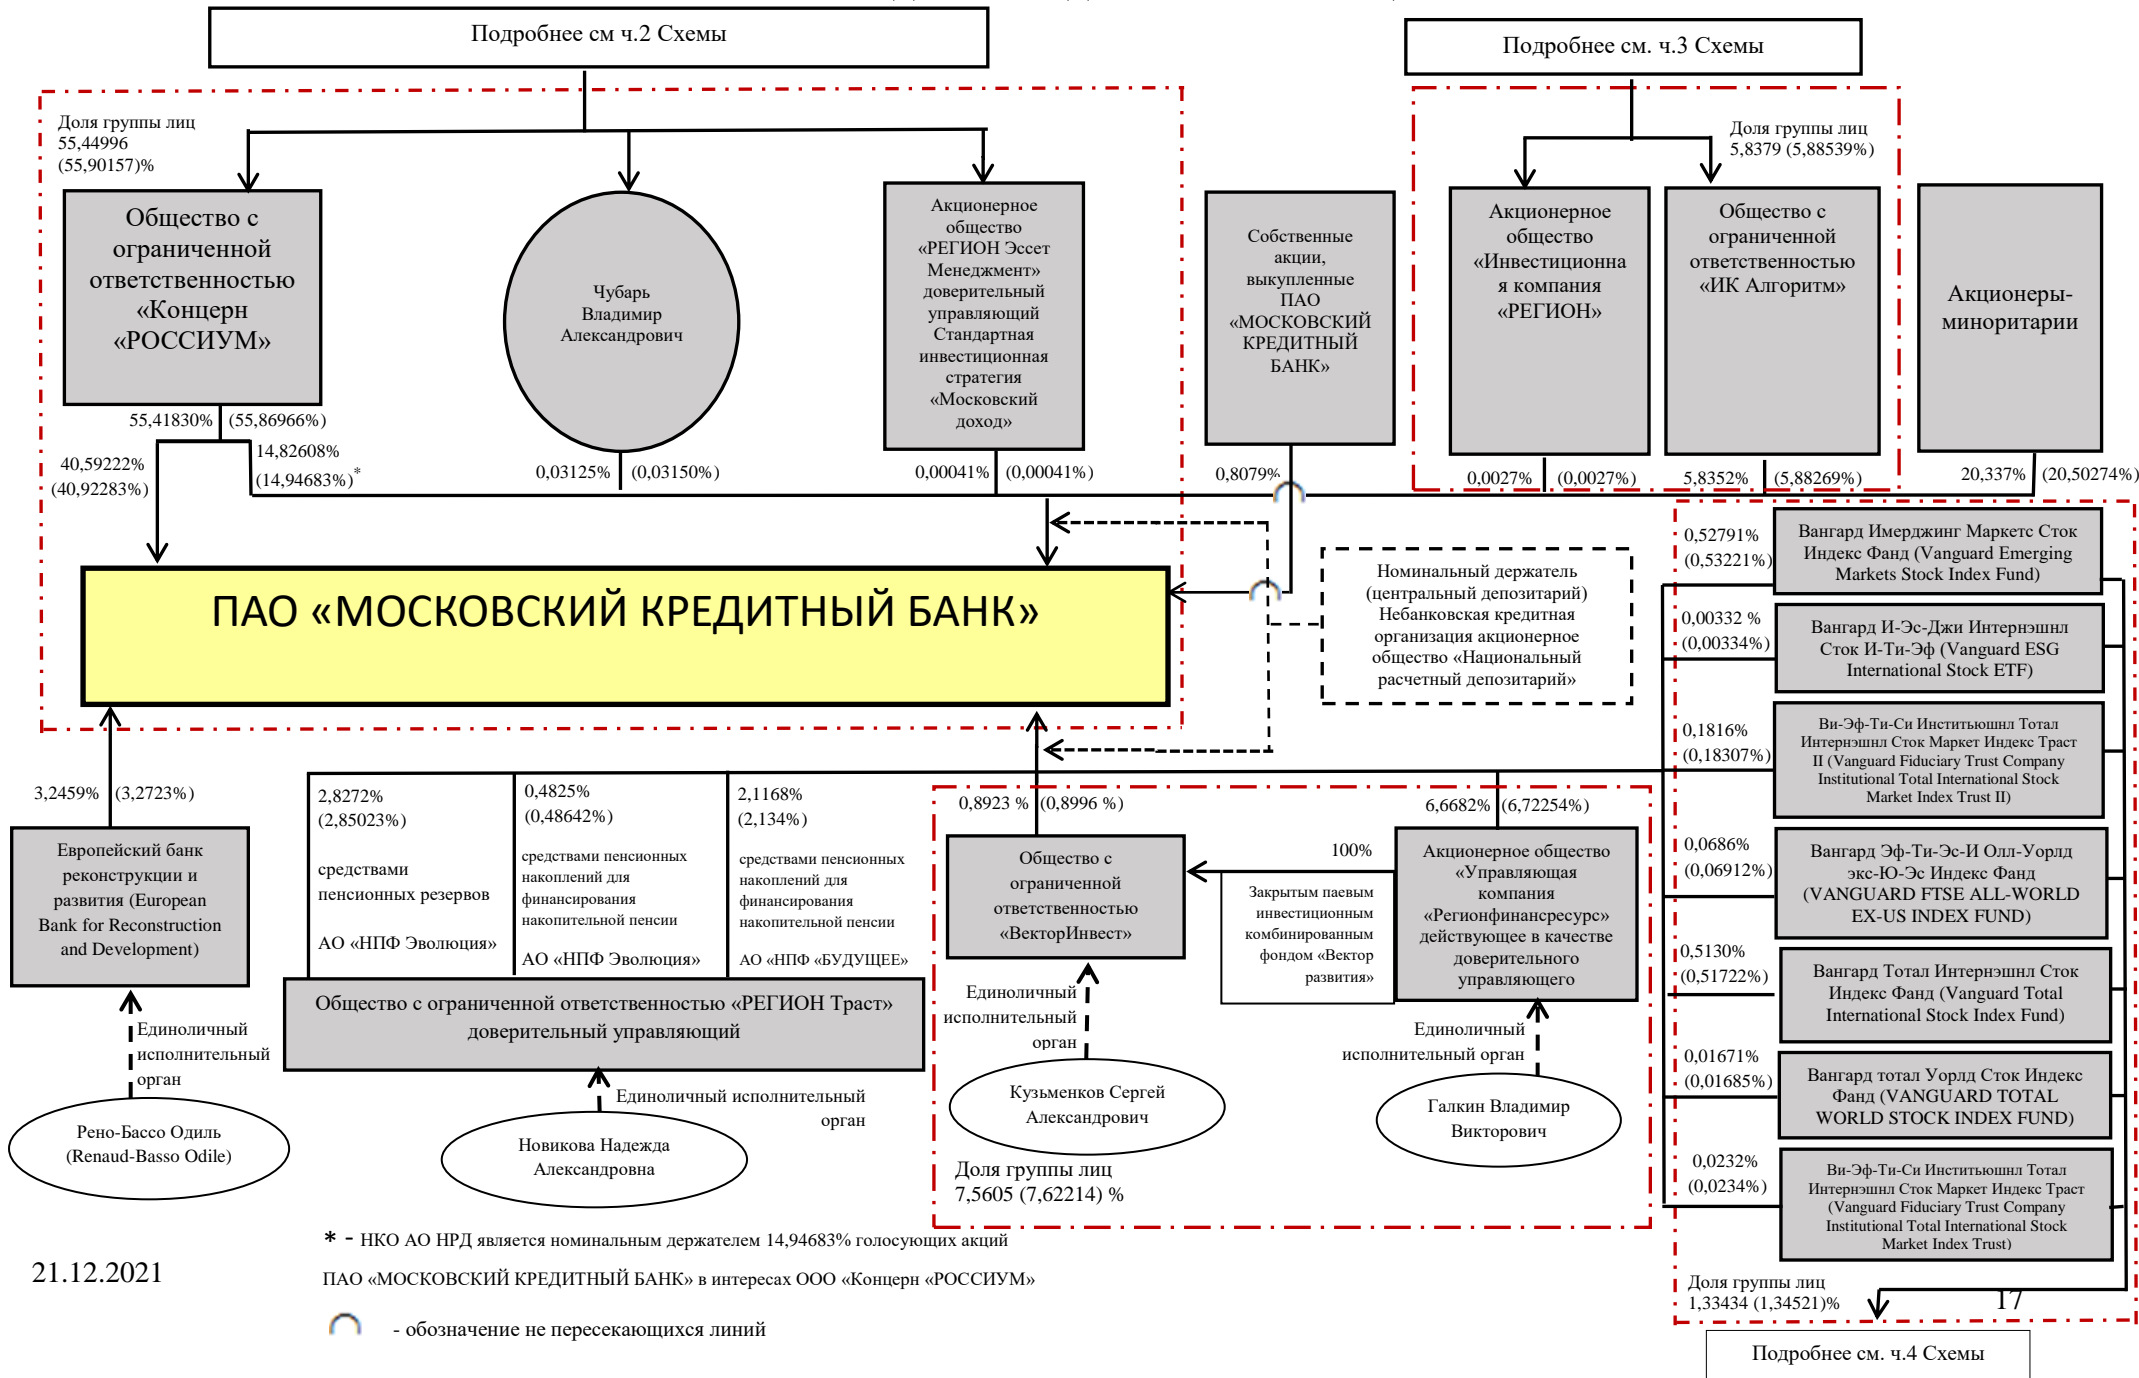 Подробнее см ч.2 Схемы
Подробнее см. ч.3 Схемы
Доля группы лиц
55,44996
(55,90157)%
Доля группы лиц
5,8379 (5,88539%)
Общество с
ограниченной
ответственностью
«Концерн
«РОССИУМ»
Чубарь
Владимир
Александрович
Акционерное
общество
«РЕГИОН Эссет
Менеджмент»
доверительный
управляющий
Стандартная
инвестиционная
стратегия
«Московский
доход»
Собственные
акции,
выкупленные
ПАО
«МОСКОВСКИЙ
КРЕДИТНЫЙ
БАНК»
Акционерное
общество
«Инвестиционна
я компания
«РЕГИОН»
Общество с
ограниченной
ответственностью
«ИК Алгоритм»
Акционеры-
миноритарии
55,41830% (55,86966%)
40,59222%
(40,92283%)
14,82608%
(14,94683%)*
0,03125% (0,03150%)
0,00041% (0,00041%)
0,8079%
0,0027% (0,0027%)
5,8352% (5,88269%)
20,337% (20,50274%)
ПАО «МОСКОВСКИЙ КРЕДИТНЫЙ БАНК»
Номинальный держатель
(центральный депозитарий)
Небанковская кредитная
организация акционерное
общество «Национальный
расчетный депозитарий»
0,52791%
(0,53221%)
Вангард Имерджинг Маркетс Сток
Индекс Фанд (Vanguard Emerging
Markets Stock Index Fund)
0,00332 %
(0,00334%)
Вангард И-Эс-Джи Интернэшнл
Сток И-Ти-Эф (Vanguard ESG
International Stock ETF)
0,1816%
(0,18307%)
Ви-Эф-Ти-Си Инститьюшнл Тотал
Интернэшнл Сток Маркет Индекс Траст
II (Vanguard Fiduciary Trust Company
Institutional Total International Stock
Market Index Trust II)
0,0686%
(0,06912%)
Вангард Эф-Ти-Эс-И Олл-Уорлд
экс-Ю-Эс Индекс Фанд
(VANGUARD FTSE ALL-WORLD
EX-US INDEX FUND)
0,5130%
(0,51722%)
Вангард Тотал Интернэшнл Сток
Индекс Фанд (Vanguard Total
International Stock Index Fund)
0,01671%
(0,01685%)
Вангард тотал Уорлд Сток Индекс
Фанд (VANGUARD TOTAL
WORLD STOCK INDEX FUND)
0,0232%
(0,0234%)
Ви-Эф-Ти-Си Инститьюшнл Тотал
Интернэшнл Сток Маркет Индекс Траст
(Vanguard Fiduciary Trust Company
Institutional Total International Stock
Market Index Trust)
3,2459% (3,2723%)
Европейский банк
реконструкции и
развития (European
Bank for Reconstruction
and Development)
Единоличный
исполнительный
орган
Рено-Бассо Одиль
(Renaud-Basso Odile)
2,8272%
(2,85023%)
средствами
пенсионных резервов
АО «НПФ Эволюция»
0,4825%
(0,48642%)
средствами пенсионных
накоплений для
финансирования
накопительной пенсии
АО «НПФ Эволюция»
2,1168%
(2,134%)
средствами пенсионных
накоплений для
финансирования
накопительной пенсии
АО «НПФ «БУДУЩЕЕ»
Общество с ограниченной ответственностью «РЕГИОН Траст»
доверительный управляющий
Единоличный исполнительный
орган
Новикова Надежда
Александровна
0,8923 % (0,8996 %)
Общество с
ограниченной
ответственностью
«ВекторИнвест»
100%
Закрытым паевым
инвестиционным
комбинированным
фондом «Вектор
развития»
6,6682% (6,72254%)
Акционерное общество
«Управляющая
компания
«Регионфинансресурс»
действующее в качестве
доверительного
управляющего
Единоличный
исполнительный
орган
Кузьменков Сергей
Александрович
Единоличный
исполнительный орган
Галкин Владимир
Викторович
Доля группы лиц
7,5605 (7,62214) %
* - НКО АО НРД является номинальным держателем 14,94683% голосующих акций
ПАО «МОСКОВСКИЙ КРЕДИТНЫЙ БАНК» в интересах ООО «Концерн «РОССИУМ»
- обозначение не пересекающихся линий
21.12.2021
Доля группы лиц
1,33434 (1,34521)%
17
Подробнее см. ч.4 Схемы